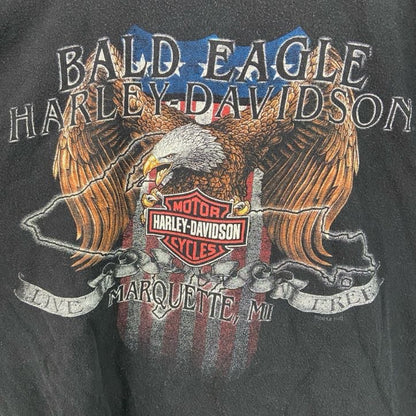 BALD EAGLE
HARLEY-DAVIDSON
MOTOR
HARLEY-DAVIDSON
CYCLES
LIVE FREE
MARQUETTE, MI